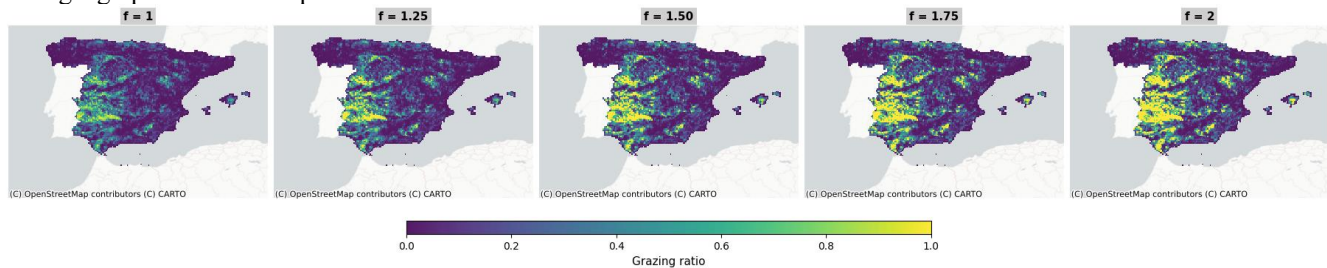 f = 1
f = 1.25
f = 1.50
f = 1.75
f = 2
(C) OpenStreetMap contributors (C) CARTO
(C) OpenStreetMap contributors (C) CARTO
(C) OpenStreetMap contributors (C) CARTO
(C) OpenStreetMap contributors (C) CARTO
(C) OpenStreetMap contributors (C) CARTO
0.0
0.2
0.4
0.6
0.8
1.0
Grazing ratio